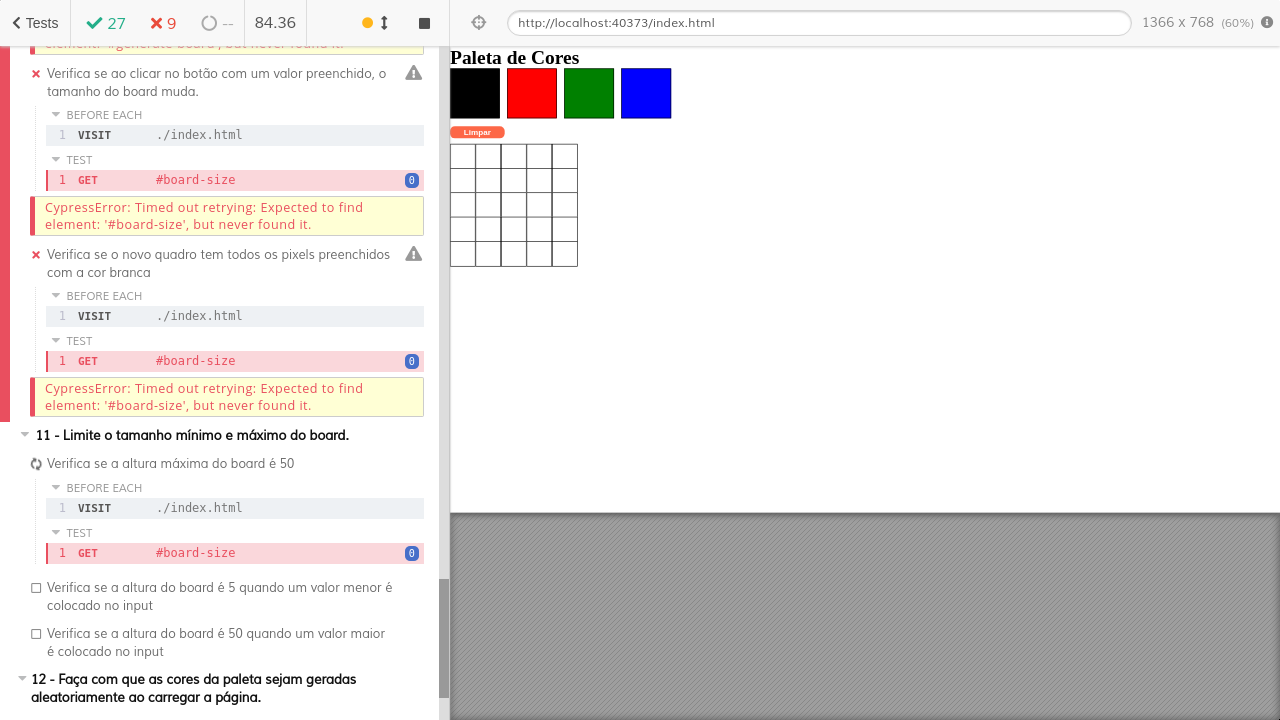 Tests
27
9
--
84.36
http://localhost:40373/index.html
1366 x 768 (60%)
element: '#generate-board', but never found it.
Verifica se ao clicar no botão com um valor preenchido, o
tamanho do board muda.
BEFORE EACH
1 VISIT ./index.html
TEST
1 GET #board-size 0
CypressError: Timed out retrying: Expected to find
element: '#board-size', but never found it.
Verifica se o novo quadro tem todos os pixels preenchidos
com a cor branca
BEFORE EACH
1 VISIT ./index.html
TEST
1 GET #board-size 0
CypressError: Timed out retrying: Expected to find
element: '#board-size', but never found it.
11 - Limite o tamanho mínimo e máximo do board.
Verifica se a altura máxima do board é 50
BEFORE EACH
1 VISIT ./index.html
TEST
1 GET #board-size 0
Verifica se a altura do board é 5 quando um valor menor é
colocado no input
Verifica se a altura do board é 50 quando um valor maior
é colocado no input
12 - Faça com que as cores da paleta sejam geradas
aleatoriamente ao carregar a página.
Paleta de Cores
Limpar